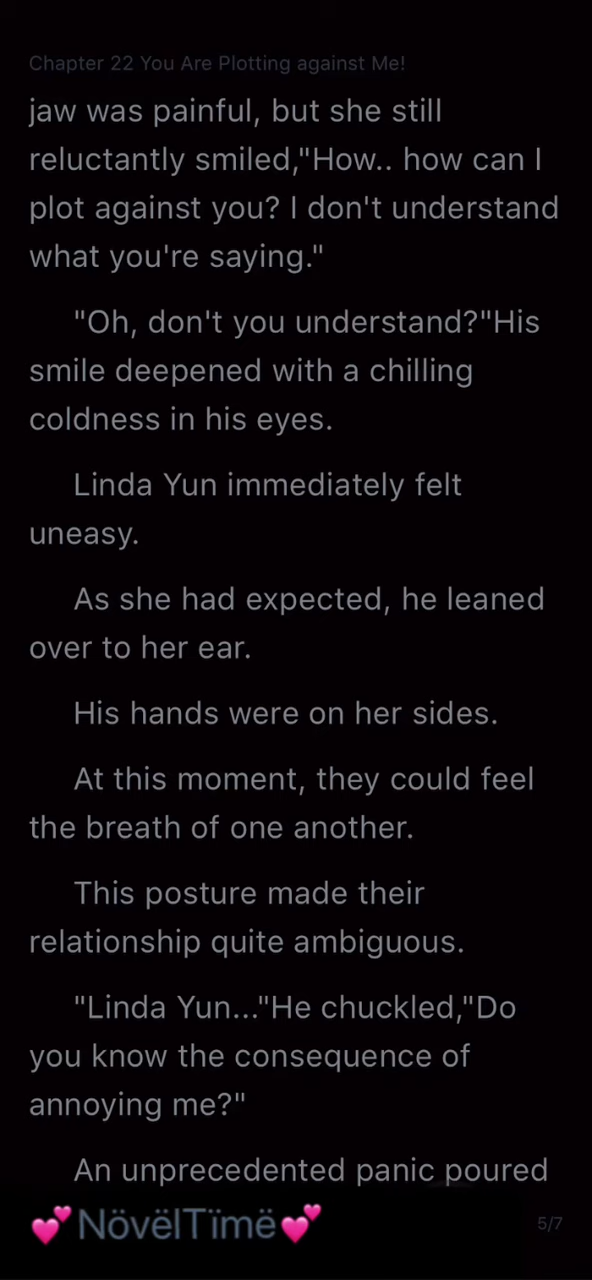 Chapter 22 You Are Plotting against Me!
jaw was painful, but she still
reluctantly smiled,"How.. how can I
plot against you? I don't understand
what you're saying."
"Oh, don't you understand?"His
smile deepened with a chilling
coldness in his eyes.
Linda Yun immediately felt
uneasy.
As she had expected, he leaned
over to her ear.
His hands were on her sides.
At this moment, they could feel
the breath of one another.
This posture made their
relationship quite ambiguous.
"Linda Yun..."He chuckled,"Do
you know the consequence of
annoying me?"
An unprecedented panic poured
💕NövëlTïmë💕
5/7